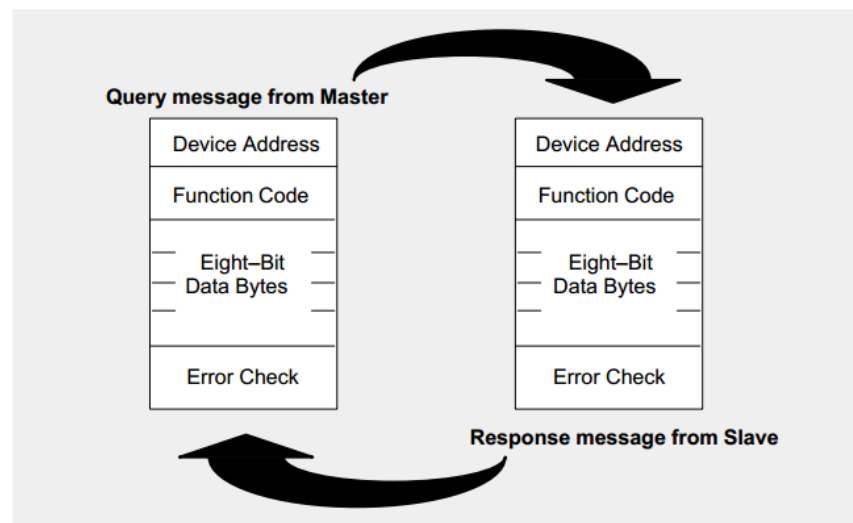 Query message from Master
Device Address
Function Code
Eight–Bit
Data Bytes
Error Check
Device Address
Function Code
Eight–Bit
Data Bytes
Error Check
Response message from Slave